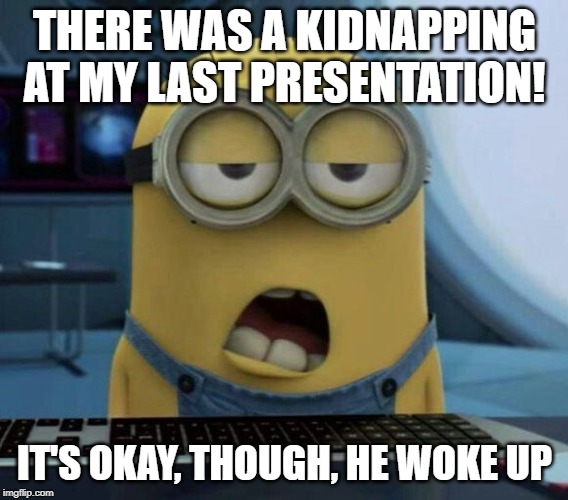 THERE WAS A KIDNAPPING
AT MY LAST PRESENTATION!
IT'S OKAY, THOUGH, HE WOKE UP
imgflip.com